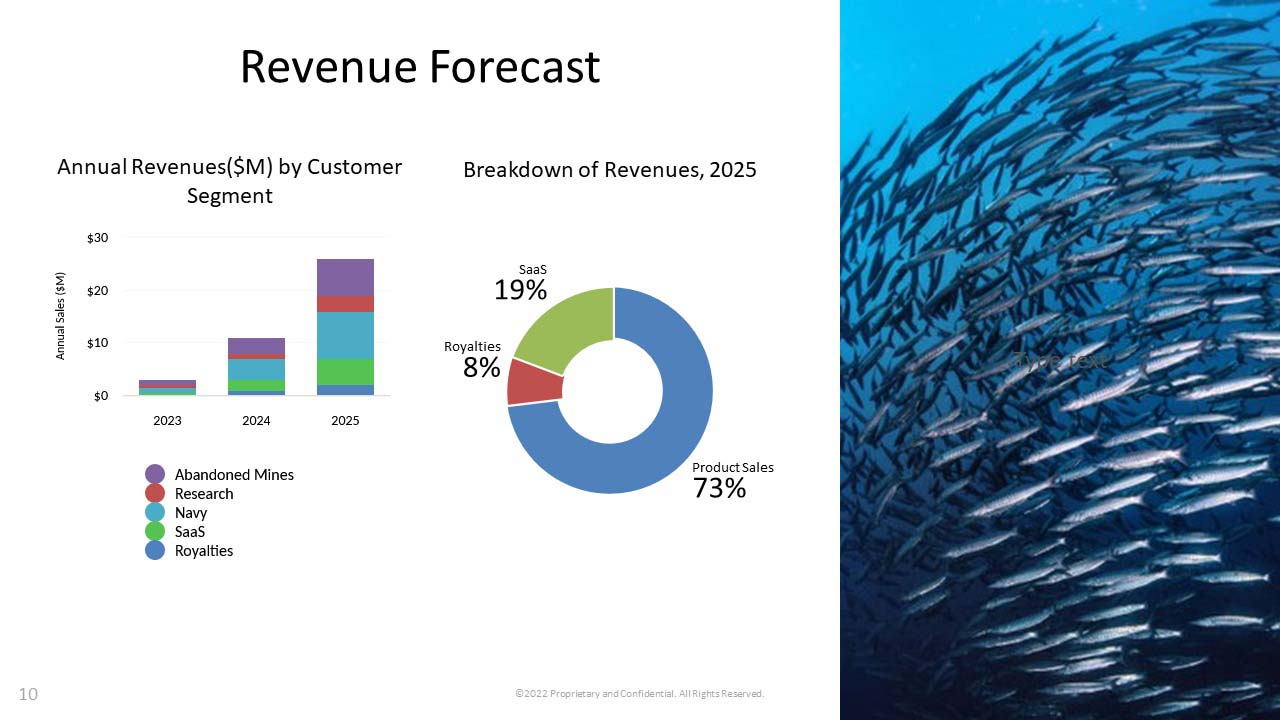 Revenue Forecast
Annual Revenues($M) by Customer
Segment
$30
$20
$10
$0
Annual Sales ($M)
2023
2024
2025
Abandoned Mines
Research
Navy
SaaS
Royalties
Breakdown of Revenues, 2025
SaaS
19%
Royalties
8%
Product Sales
73%
Type text
10
©2022 Proprietary and Confidential. All Rights Reserved.